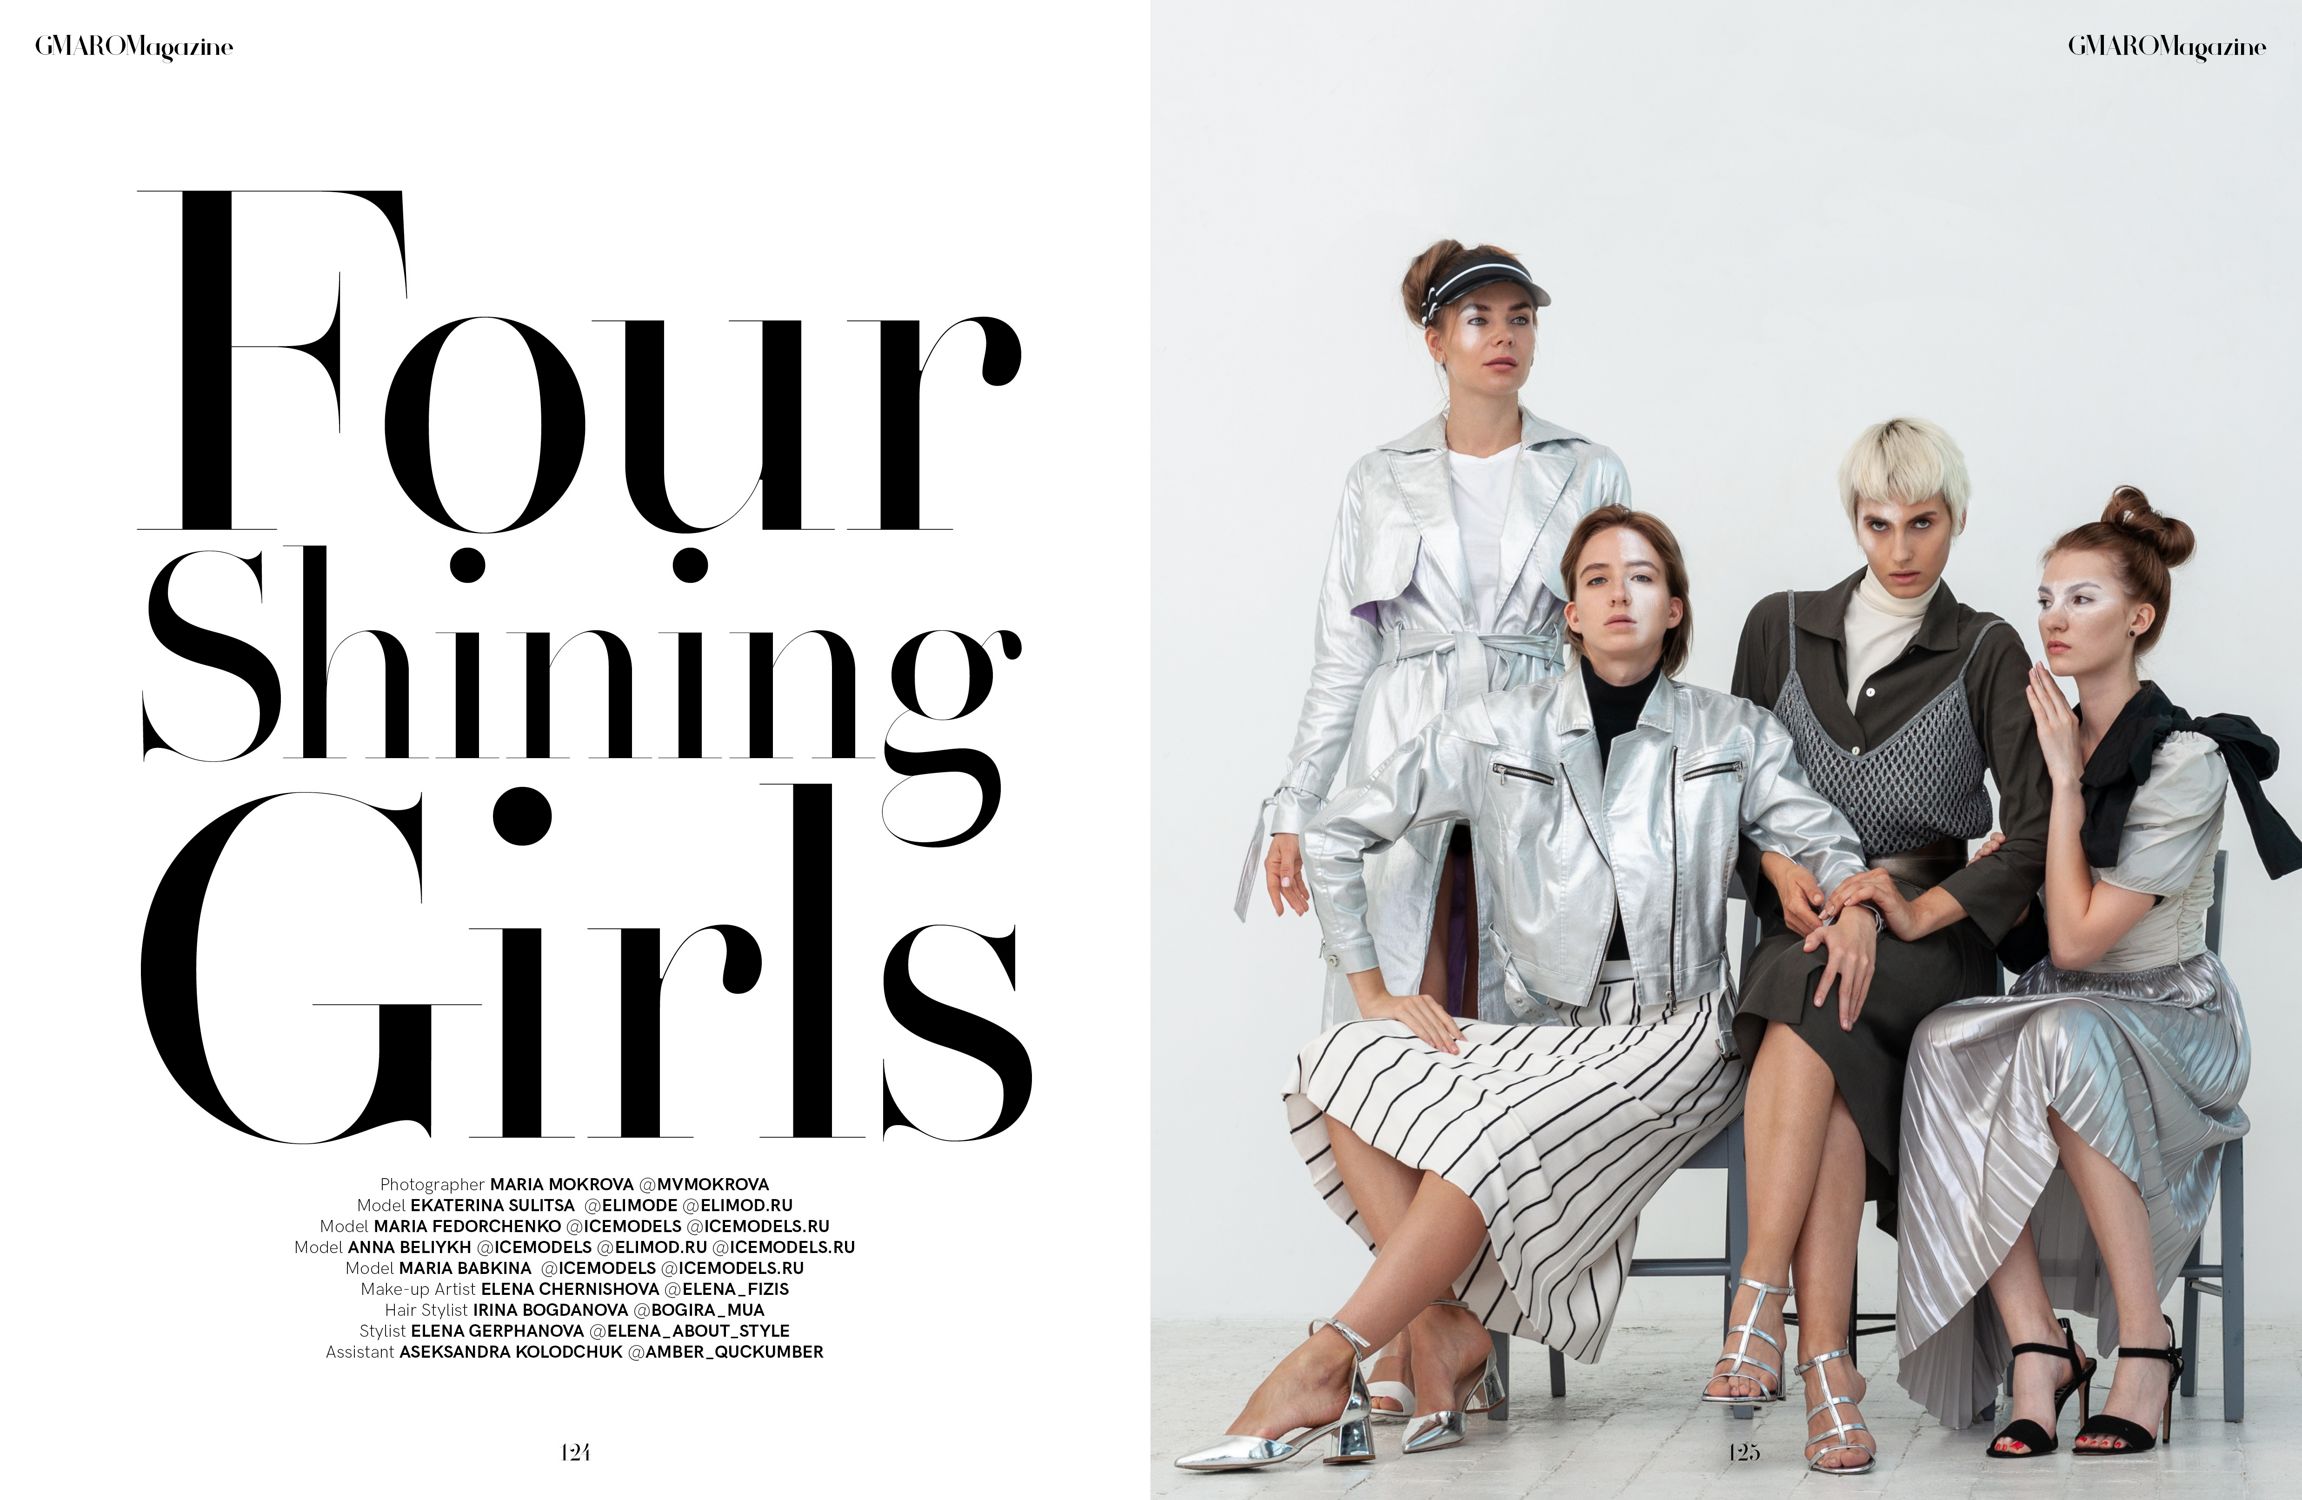 GMAROMagazine
GMAROMagazine
Four
Shining
Girls
Photographer MARIA MOKROVA @MVMOKROVA
Model EKATERINA SULITSA @ELIMODE @ELIMOD.RU
Model MARIA FEDORCHENKO @ICEMODELS @ICEMODELS.RU
Model ANNA BELIYKH @ICEMODELS @ELIMOD.RU @ICEMODELS.RU
Model MARIA BABKINA @ICEMODELS @ICEMODELS.RU
Make-up Artist ELENA CHERNISHOVA @ELENA_FIZIS
Hair Stylist IRINA BOGDANOVA @BOGIRA_MUA
Stylist ELENA GERPHANOVA @ELENA_ABOUT_STYLE
Assistant ASEKSANDRA KOLODCHUK @AMBER_QUCKUMBER
124
125